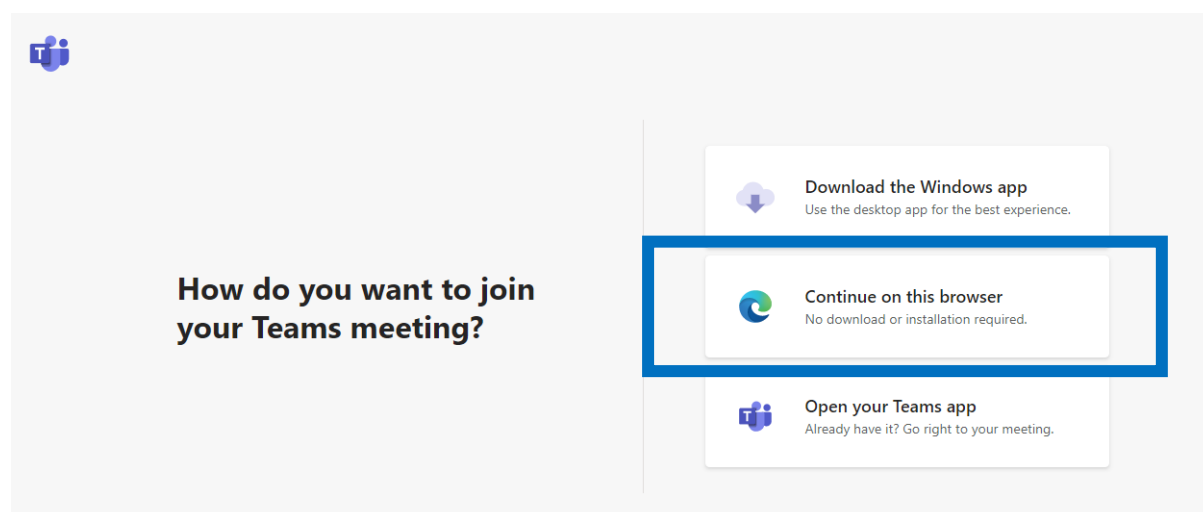 T
How do you want to join
your Teams meeting?
Download the Windows app
Use the desktop app for the best experience.
Continue on this browser
No download or installation required.
T
Open your Teams app
Already have it? Go right to your meeting.